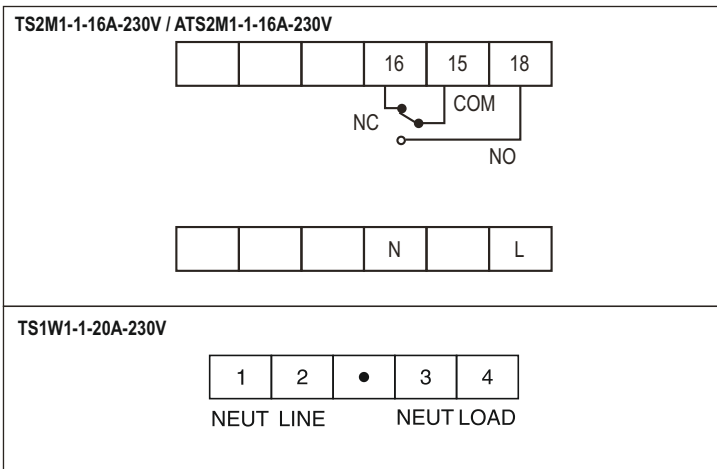 TS2M1-1-16A-230V / ATS2M1-1-16A-230V
16 15 18
COM
NC
NO
N L
TS1W1-1-20A-230V
1 2 3 4
NEUT LINE NEUT LOAD